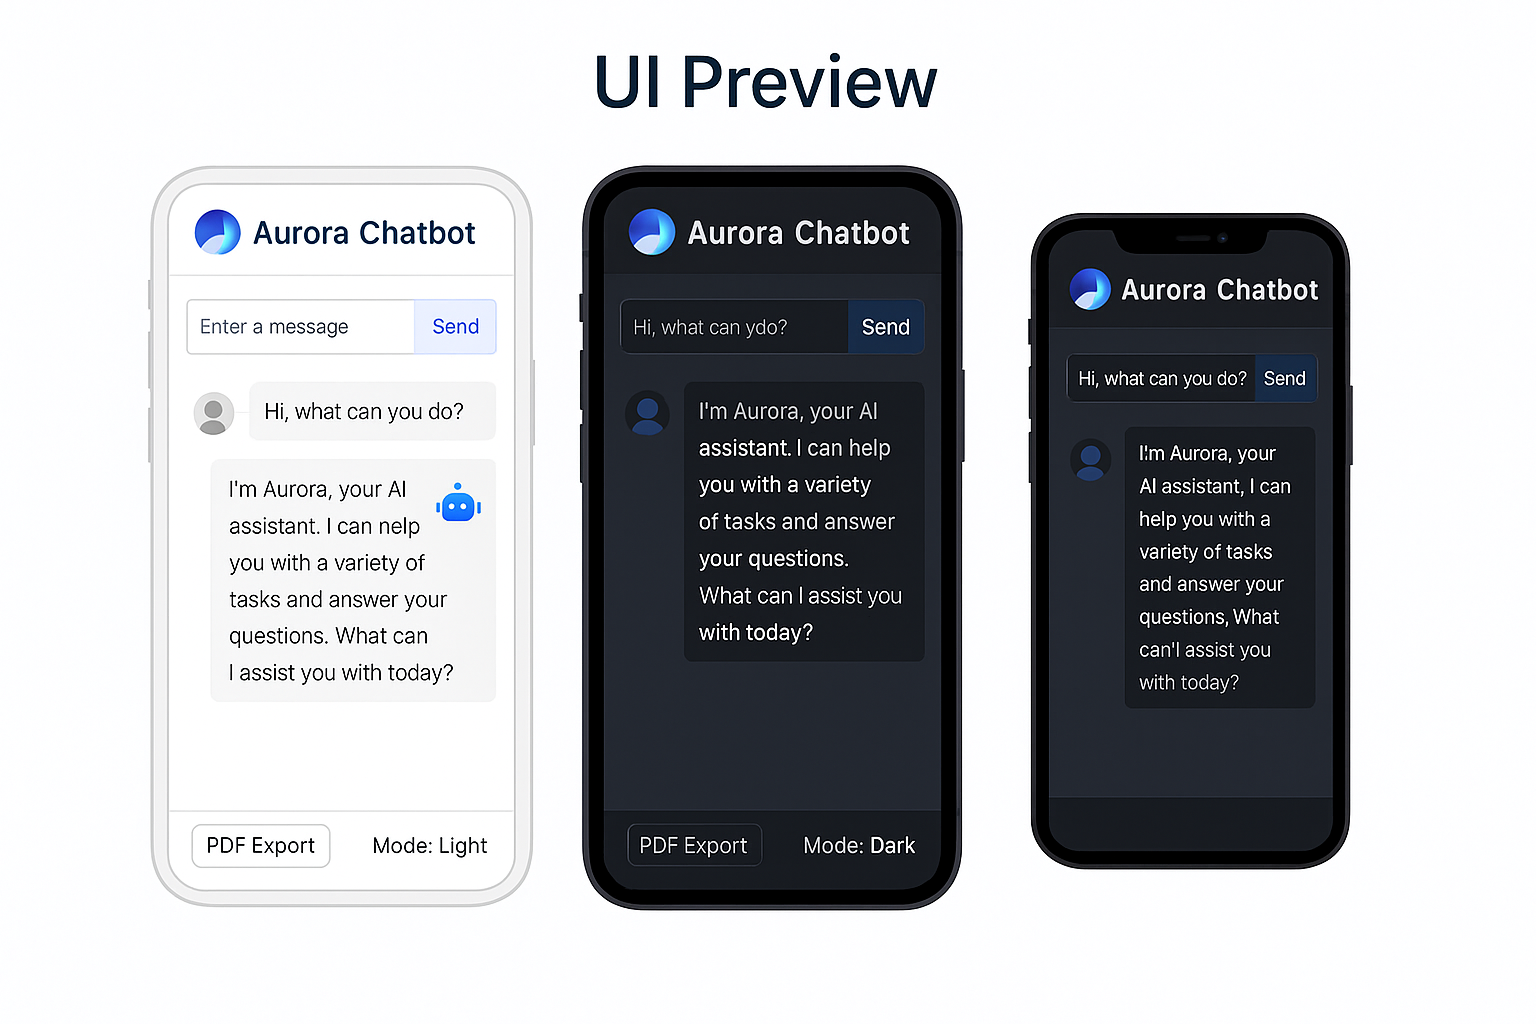 UI Preview
Aurora Chatbot
Enter a message
Send
Hi, what can you do?
I'm Aurora, your AI
assistant. I can nelp
you with a variety of
tasks and answer your
questions. What can
I assist you with today?
PDF Export
Mode: Light
Aurora Chatbot
Hi, what can ydo?
Send
I'm Aurora, your AI
assistant. I can help
you with a variety
of tasks and answer
your questions.
What can I assist you
with today?
PDF Export
Mode: Dark
Aurora Chatbot
Hi, what can you do?
Send
I'm Aurora, your
AI assistant, I can
help you with a
variety of tasks
and answer your
questions, What
can'l assist you
with today?